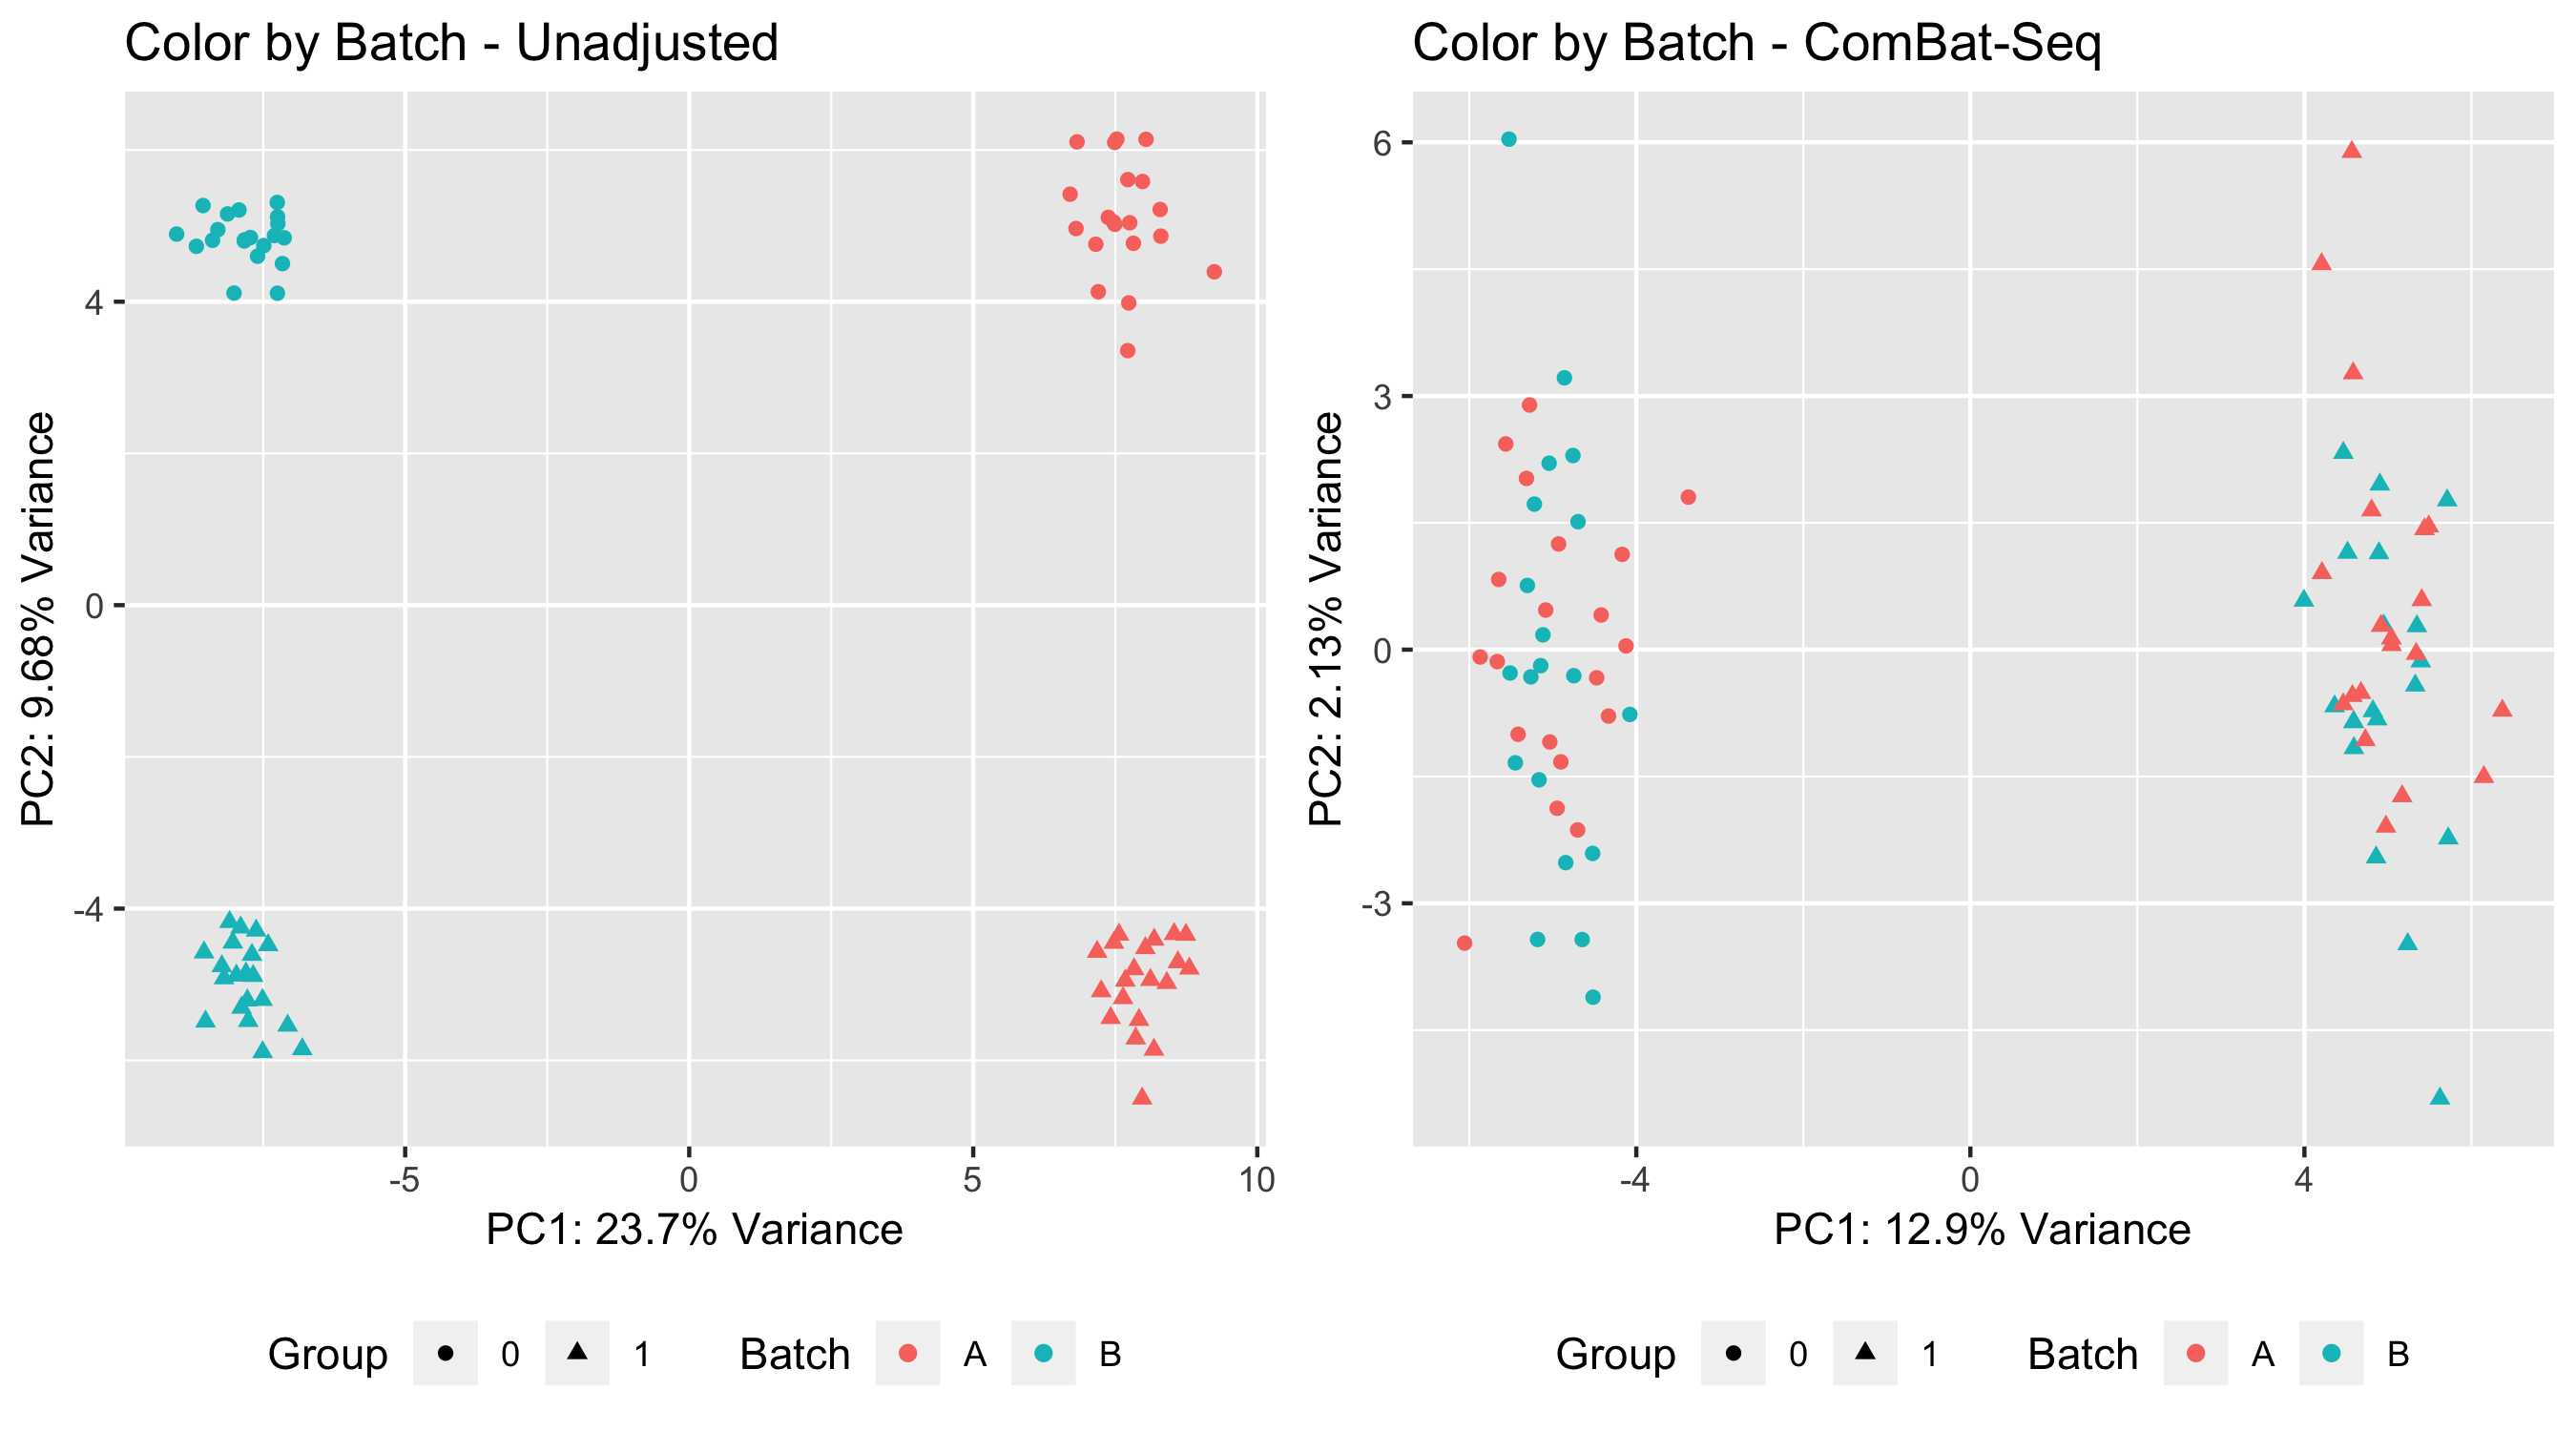 Color by Batch - Unadjusted
PC2: 9.68% Variance
4
0
-4
-5 0 5 10
PC1: 23.7% Variance
Group 0 1 Batch A B
Color by Batch - ComBat-Seq
PC2: 2.13% Variance
6
3
0
-3
-4 0 4
PC1: 12.9% Variance
Group 0 1 Batch A B